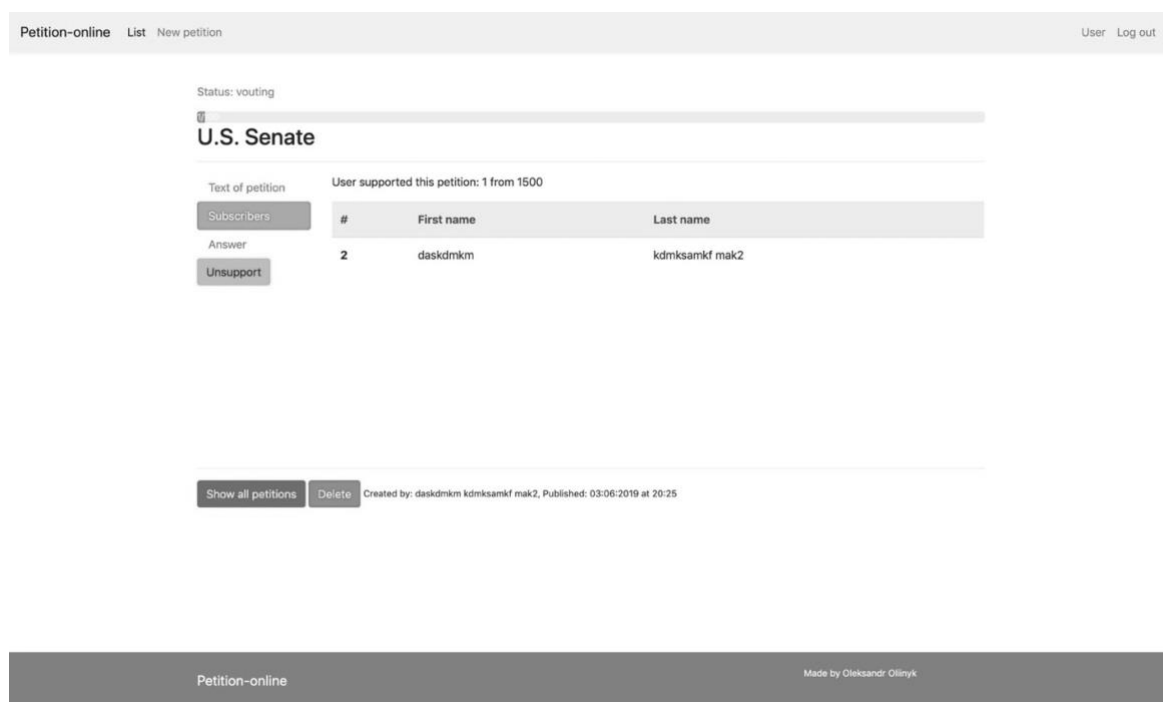 Petition-online List New petition User Log out
Status: vouting
U.S. Senate
Text of petition
Subscribers
Answer
Unsupport
User supported this petition: 1 from 1500
# First name Last name
2 daskdmkm kdmksamkf mak2
Show all petitions Delete Created by: daskdmkm kdmksamkf mak2, Published: 03:06:2019 at 20:25
Petition-online Made by Oleksandr Oliinyk